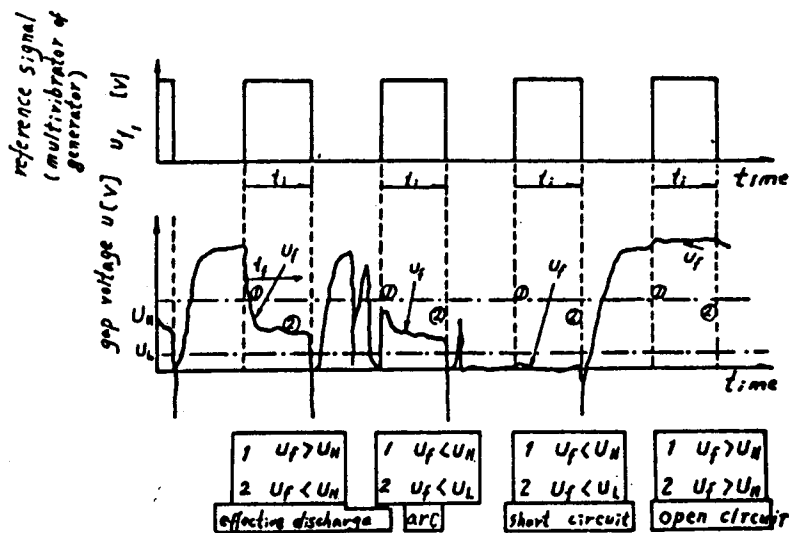 reference signal
(multivibrator of
generator)
u_f1 [V]
t_i
t_i
t_i
t_i
time
gap voltage u[V]
t_f
u_f
u_f
u_f
u_f
①
②
①
②
①
②
①
②
U_H
U_L
time
1 U_f>U_H
2 U_f<U_H
effective discharga
1 U_f<U_H
2 U_f<U_L
arc
1 U_f<U_H
2 U_f<U_L
short circuit
1 U_f>U_H
2 U_f>U_H
open circuit